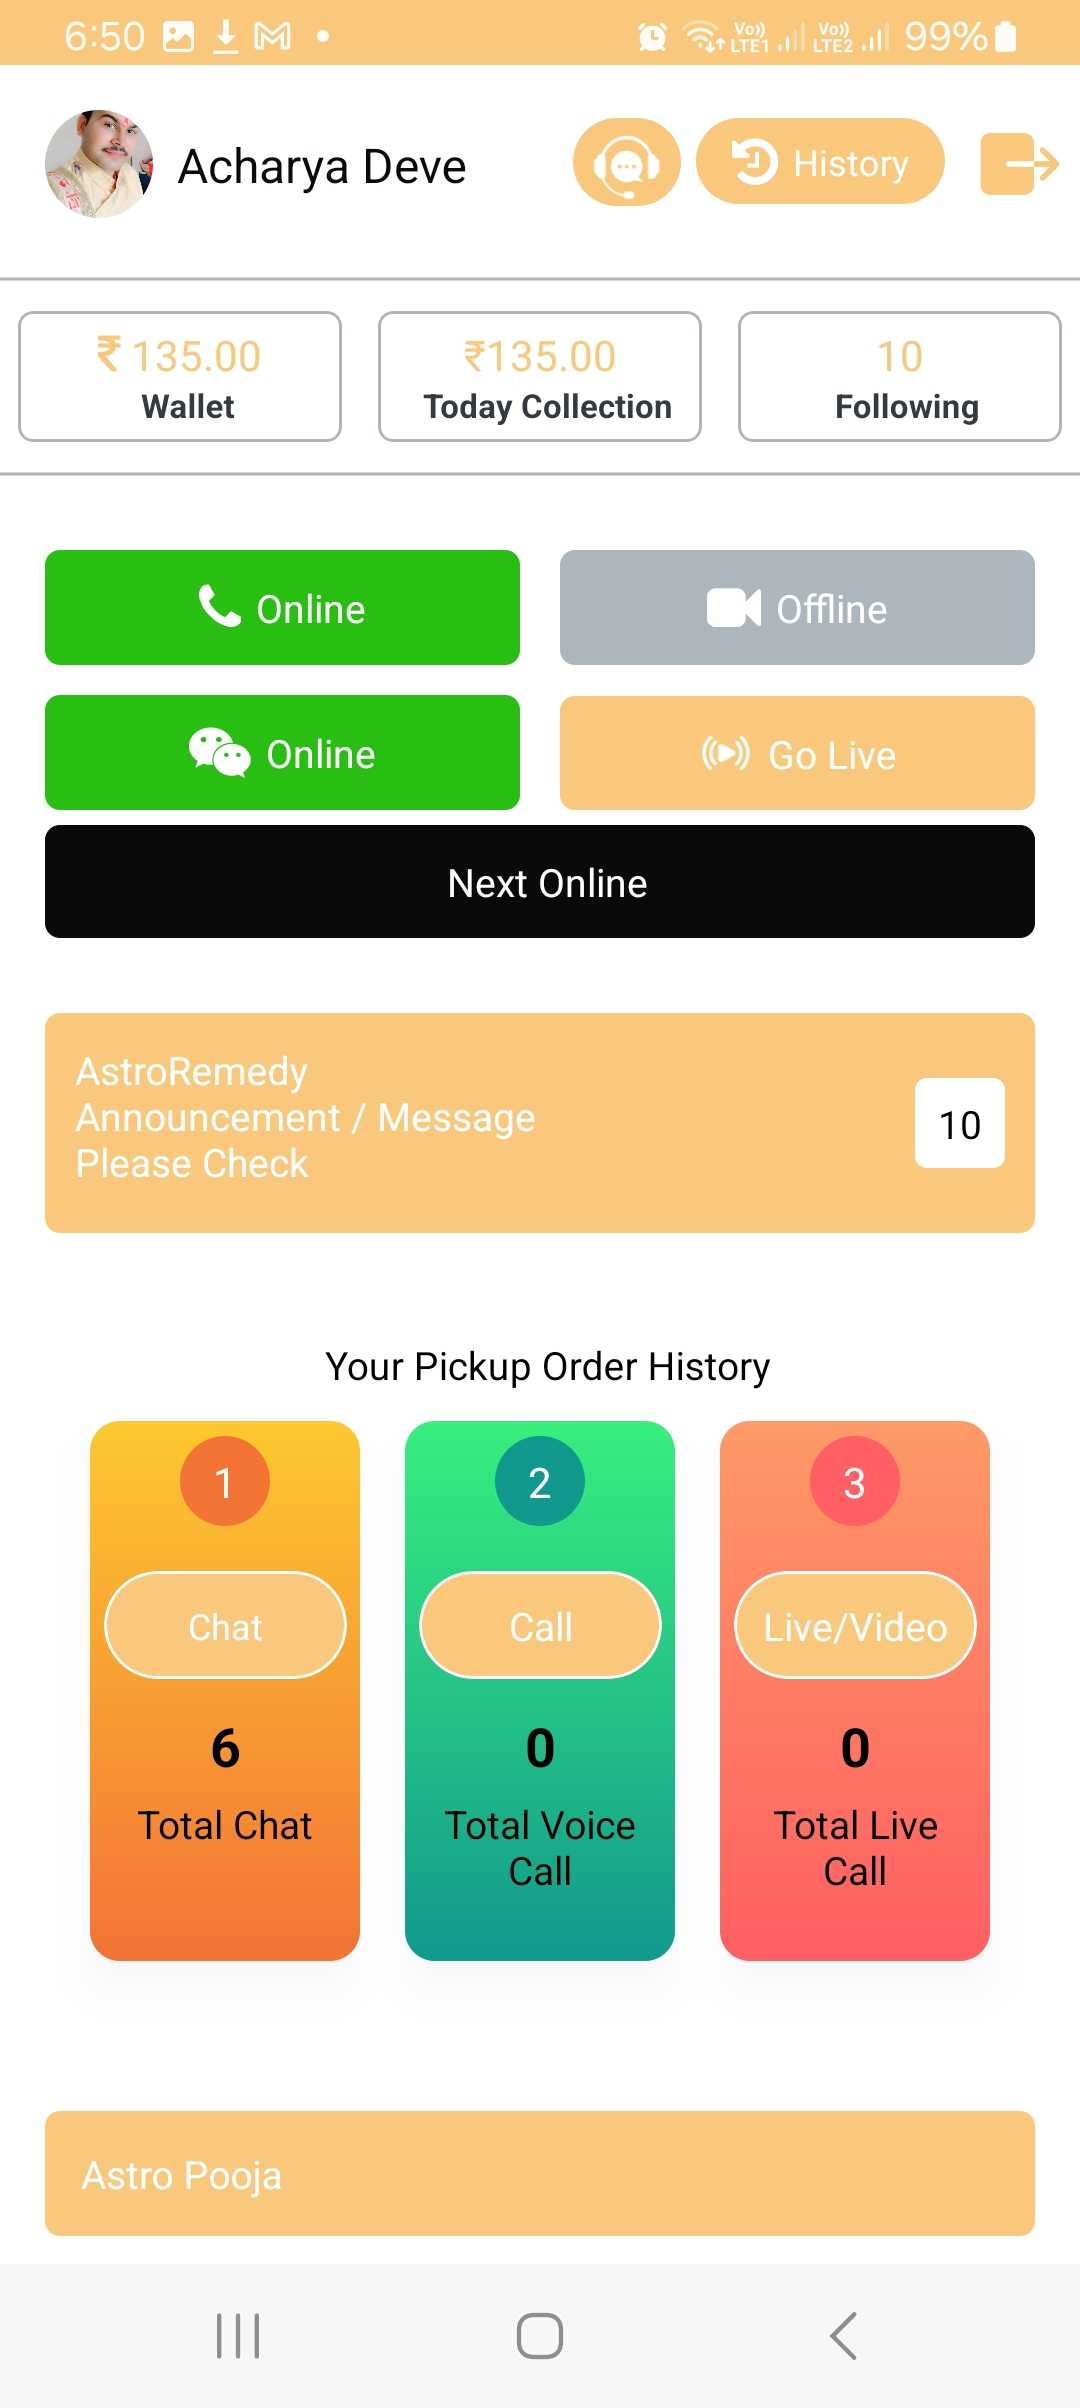 6:50
Vo)) LTE1
Vo)) LTE2
99%
Acharya Deve
History
₹ 135.00
Wallet
₹135.00
Today Collection
10
Following
Online
Offline
Online
Go Live
Next Online
AstroRemedy
Announcement / Message
Please Check
10
Your Pickup Order History
1
Chat
6
Total Chat
2
Call
0
Total Voice
Call
3
Live/Video
0
Total Live
Call
Astro Pooja